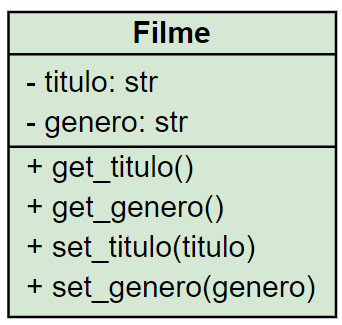 Filme
- titulo: str
- genero: str
+ get_titulo()
+ get_genero()
+ set_titulo(titulo)
+ set_genero(genero)